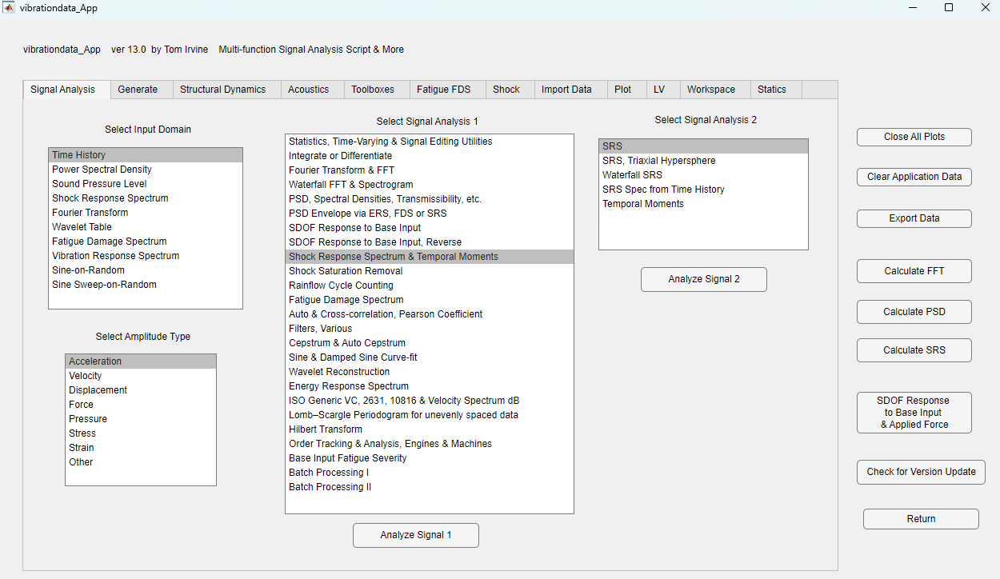 vibrationdata_App
vibrationdata_App ver 13.0 by Tom Irvine Multi-function Signal Analysis Script & More
Signal Analysis Generate Structural Dynamics Acoustics Toolboxes Fatigue FDS Shock Import Data Plot LV Workspace Statics
Select Input Domain
Time History
Power Spectral Density
Sound Pressure Level
Shock Response Spectrum
Fourier Transform
Wavelet Table
Fatigue Damage Spectrum
Vibration Response Spectrum
Sine-on-Random
Sine Sweep-on-Random
Select Amplitude Type
Acceleration
Velocity
Displacement
Force
Pressure
Stress
Strain
Other
Select Signal Analysis 1
Statistics, Time-Varying & Signal Editing Utilities
Integrate or Differentiate
Fourier Transform & FFT
Waterfall FFT & Spectrogram
PSD, Spectral Densities, Transmissibility, etc.
PSD Envelope via ERS, FDS or SRS
SDOF Response to Base Input
SDOF Response to Base Input, Reverse
Shock Response Spectrum & Temporal Moments
Shock Saturation Removal
Rainflow Cycle Counting
Fatigue Damage Spectrum
Auto & Cross-correlation, Pearson Coefficient
Filters, Various
Cepstrum & Auto Cepstrum
Sine & Damped Sine Curve-fit
Wavelet Reconstruction
Energy Response Spectrum
ISO Generic VC, 2631, 10816 & Velocity Spectrum dB
Lomb–Scargle Periodogram for unevenly spaced data
Hilbert Transform
Order Tracking & Analysis, Engines & Machines
Base Input Fatigue Severity
Batch Processing I
Batch Processing II
Analyze Signal 1
Select Signal Analysis 2
SRS
SRS, Triaxial Hypersphere
Waterfall SRS
SRS Spec from Time History
Temporal Moments
Analyze Signal 2
Close All Plots
Clear Application Data
Export Data
Calculate FFT
Calculate PSD
Calculate SRS
SDOF Response
to Base Input
& Applied Force
Check for Version Update
Return